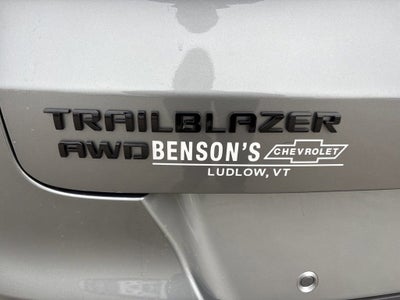 TRAILBLAZER
AWD BENSON'S CHEVROLET
LUDLOW, VT